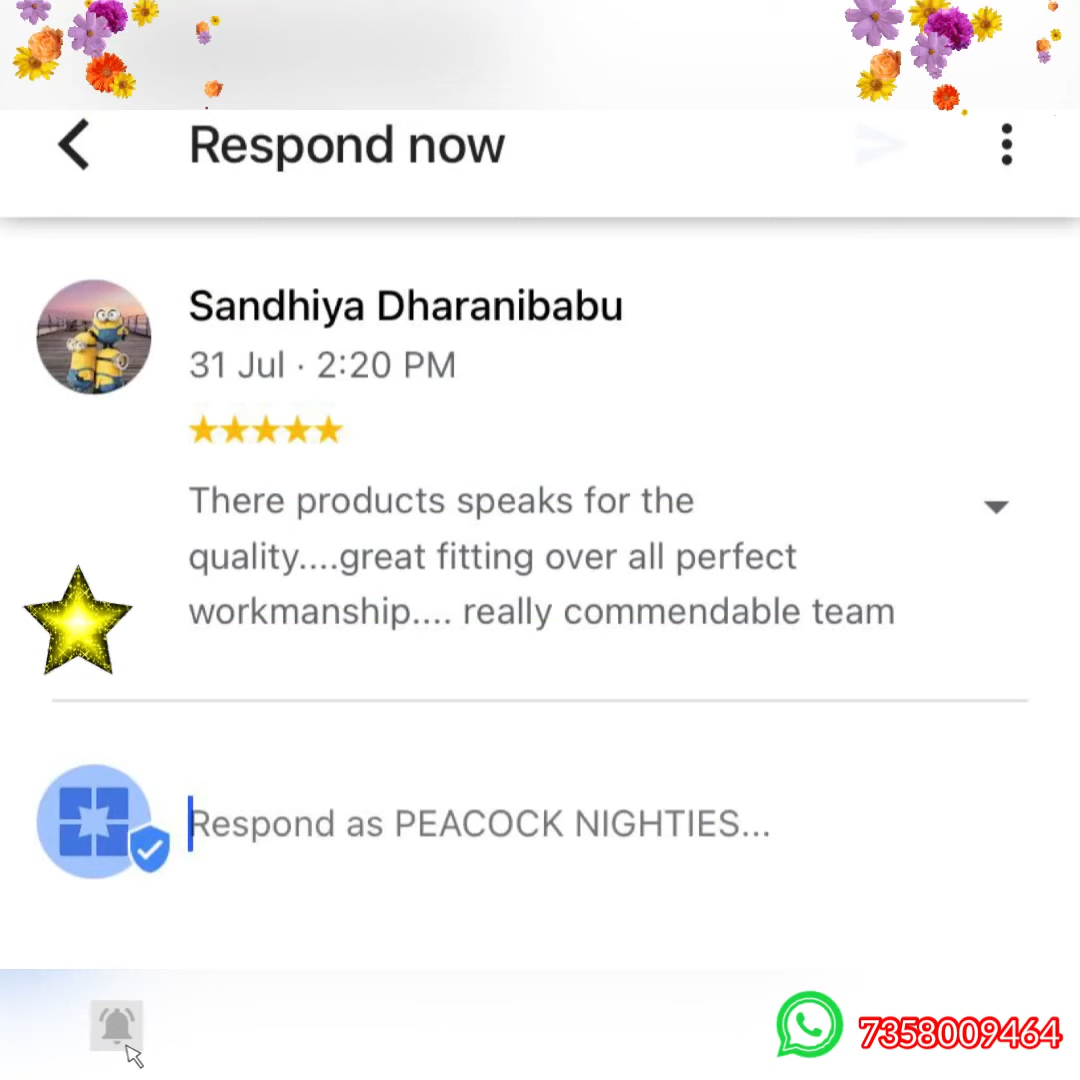 Respond now
Sandhiya Dharanibabu
31 Jul · 2:20 PM
There products speaks for the
quality....great fitting over all perfect
workmanship.... really commendable team
Respond as PEACOCK NIGHTIES...
7358009464